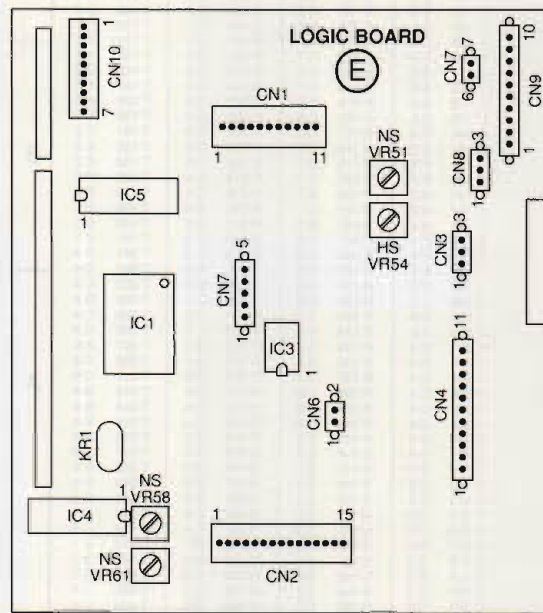 LOGIC BOARD
E
1
CN10
7
CN1
1 11
NS
VR51
HS
VR54
7
CN7
6
10
CN9
1
3
CN8
1
3
CN3
1
IC5
1
5
CN7
1
IC1
IC3
1
2
CN6
1
11
CN4
1
KR1
NS
VR58
1
IC4
NS
VR61
1 15
CN2